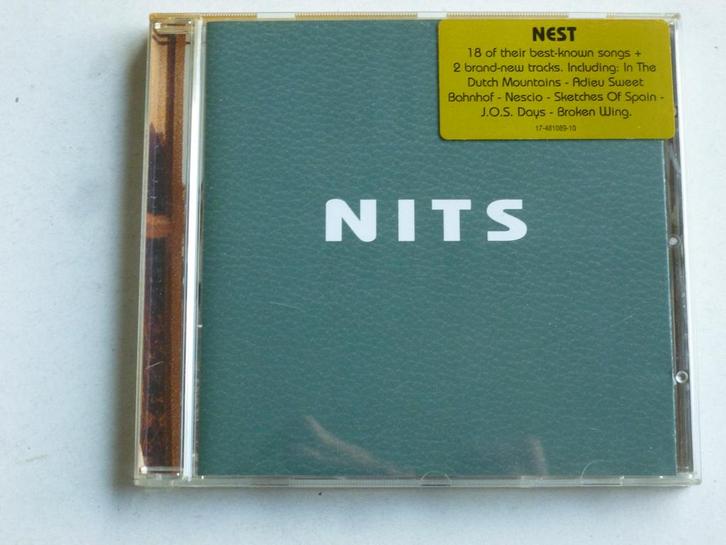 NEST
18 of their best-known songs +
2 brand-new tracks. Including: In The
Dutch Mountains - Adieu Sweet
Bahnhof - Nescio - Sketches Of Spain -
J.O.S. Days - Broken Wing.
17-481089-10
NITS